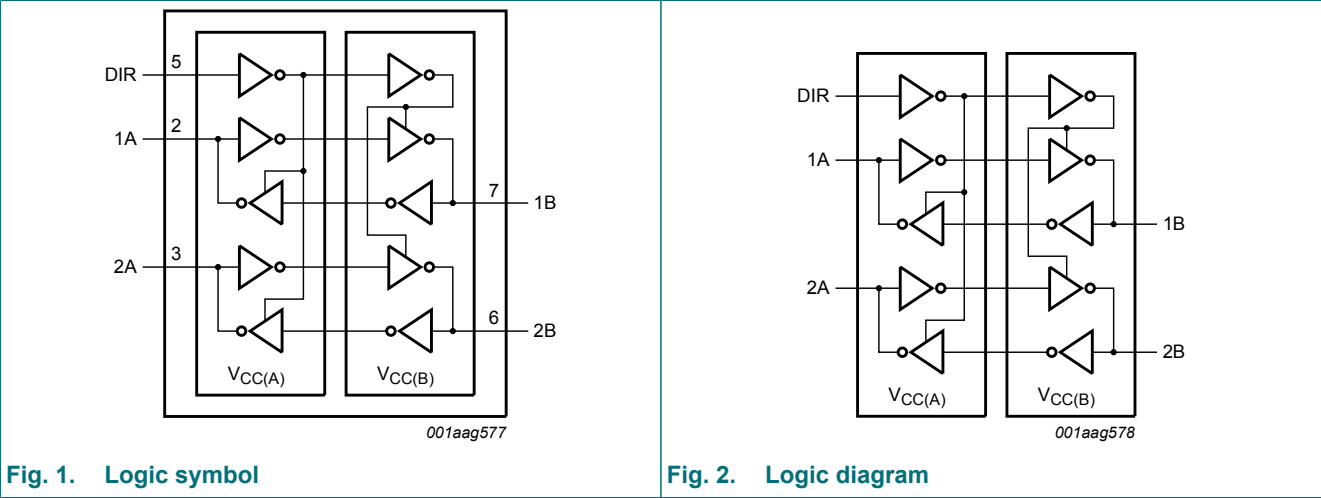 DIR
5
1A
2
7
1B
2A
3
6
2B
VCC(A)
VCC(B)
001aag577
Fig. 1. Logic symbol
DIR
1A
1B
2A
2B
VCC(A)
VCC(B)
001aag578
Fig. 2. Logic diagram